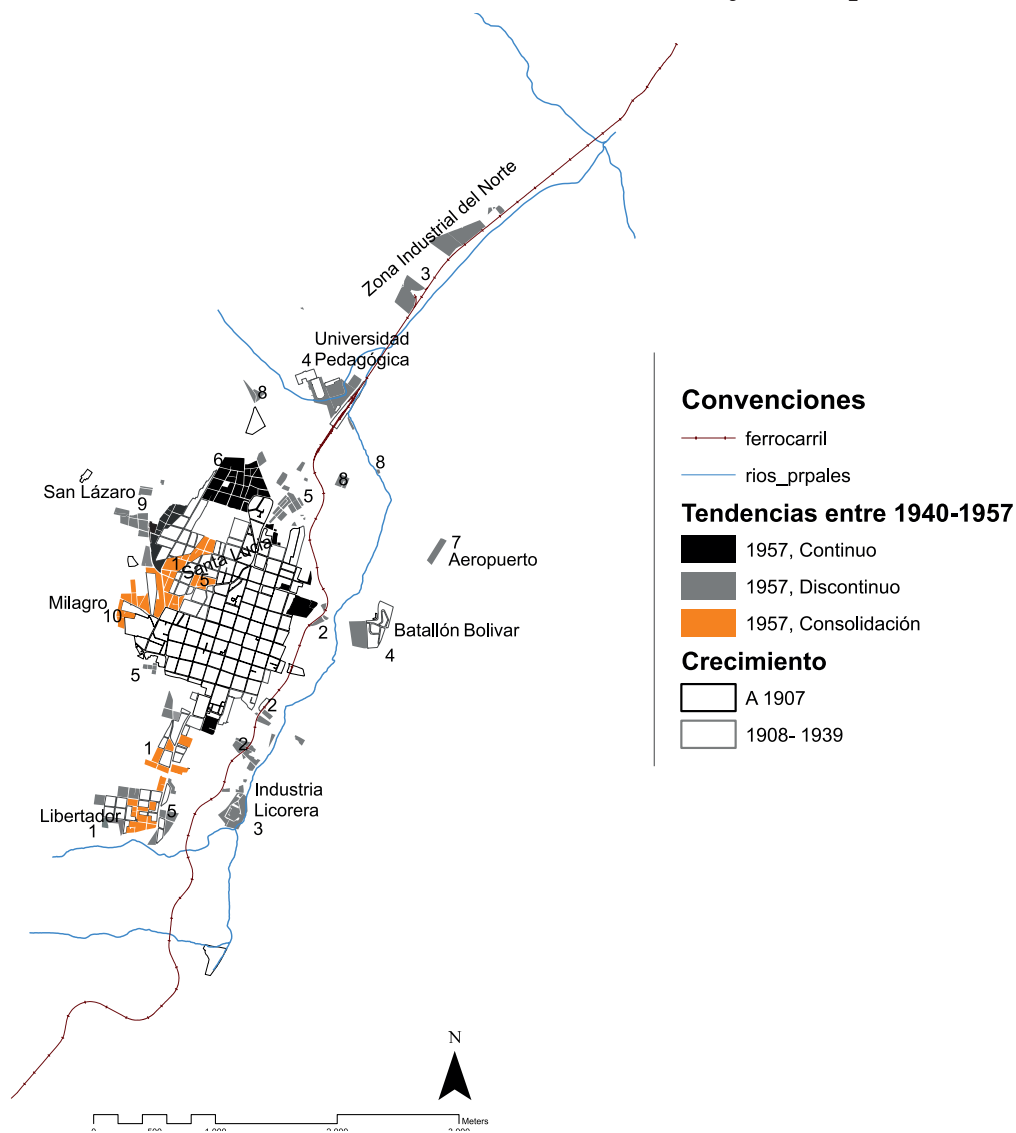 Zona Industrial del Norte
3
Universidad
Pedagógica
4
8
6
8
8
San Lázaro
5
9
7
Aeropuerto
1
Santa Lucía
5
Milagro
10
2
Batallón Bolivar
4
5
2
1
2
Industria
Licorera
3
Libertador
5
1
Convenciones
ferrocarril
rios_prpales
Tendencias entre 1940-1957
1957, Continuo
1957, Discontinuo
1957, Consolidación
Crecimiento
A 1907
1908- 1939
N
Meters